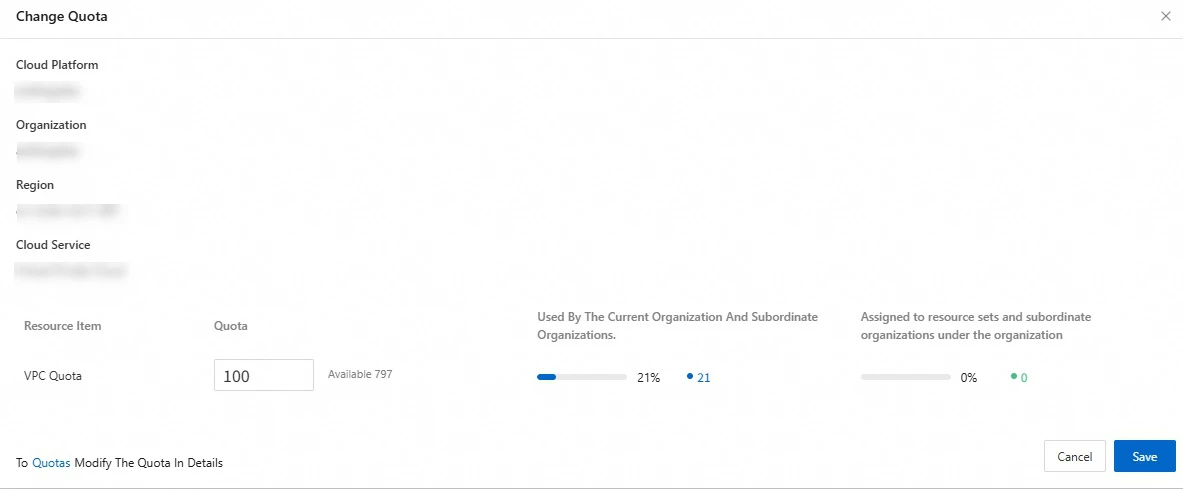 Change Quota
Cloud Platform
Organization
Region
Cloud Service
Resource Item
Quota
Used By The Current Organization And Subordinate
Organizations.
Assigned to resource sets and subordinate
organizations under the organization
VPC Quota
100
Available 797
21%
21
0%
0
To Quotas Modify The Quota In Details
Cancel
Save